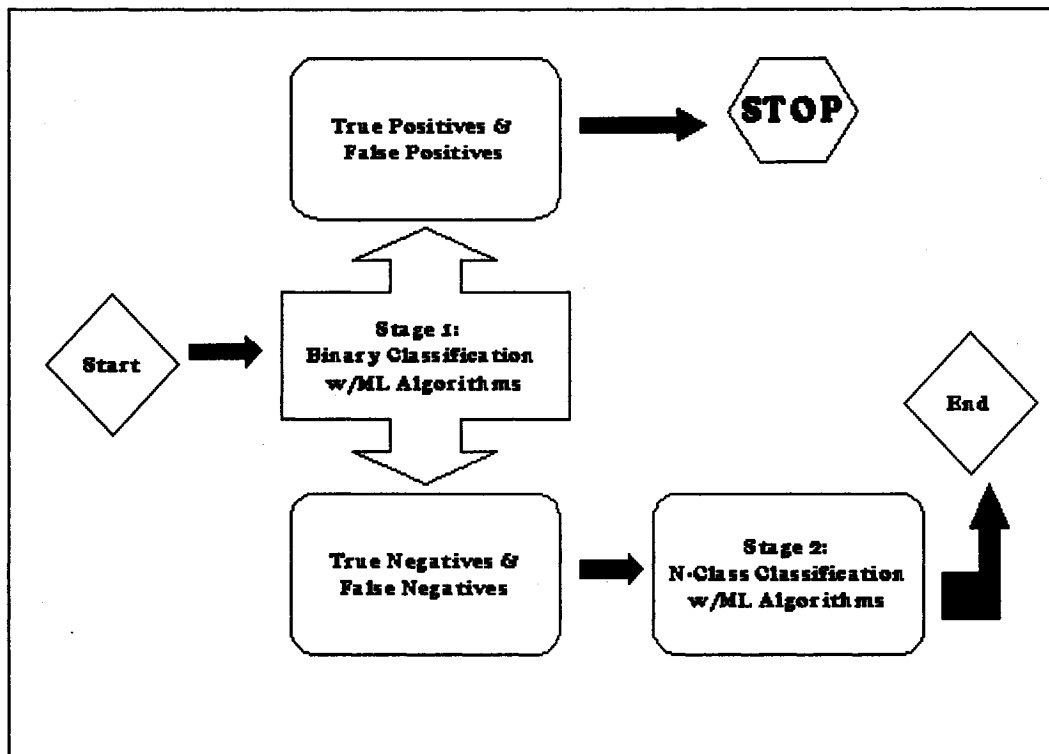 True Positives &
False Positives
STOP
Start
Stage 1:
Binary Classification
w/ML Algorithms
End
True Negatives &
False Negatives
Stage 2:
N-Class Classification
w/ML Algorithms